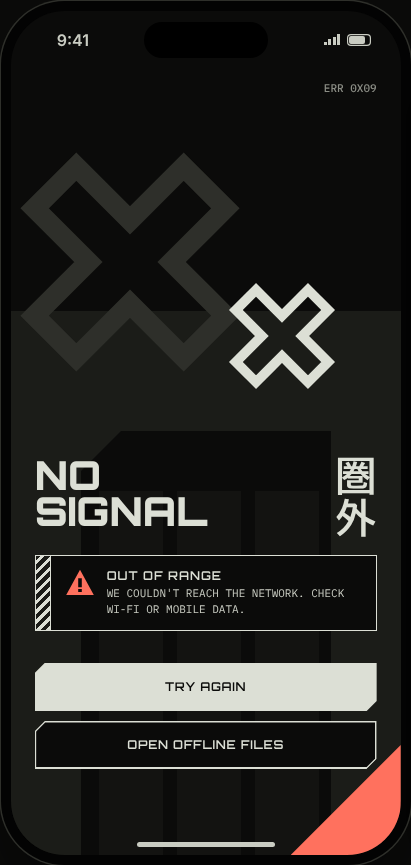 9:41
ERR 0X09
NO
SIGNAL
圏
外
OUT OF RANGE
WE COULDN'T REACH THE NETWORK. CHECK
WI-FI OR MOBILE DATA.
TRY AGAIN
OPEN OFFLINE FILES